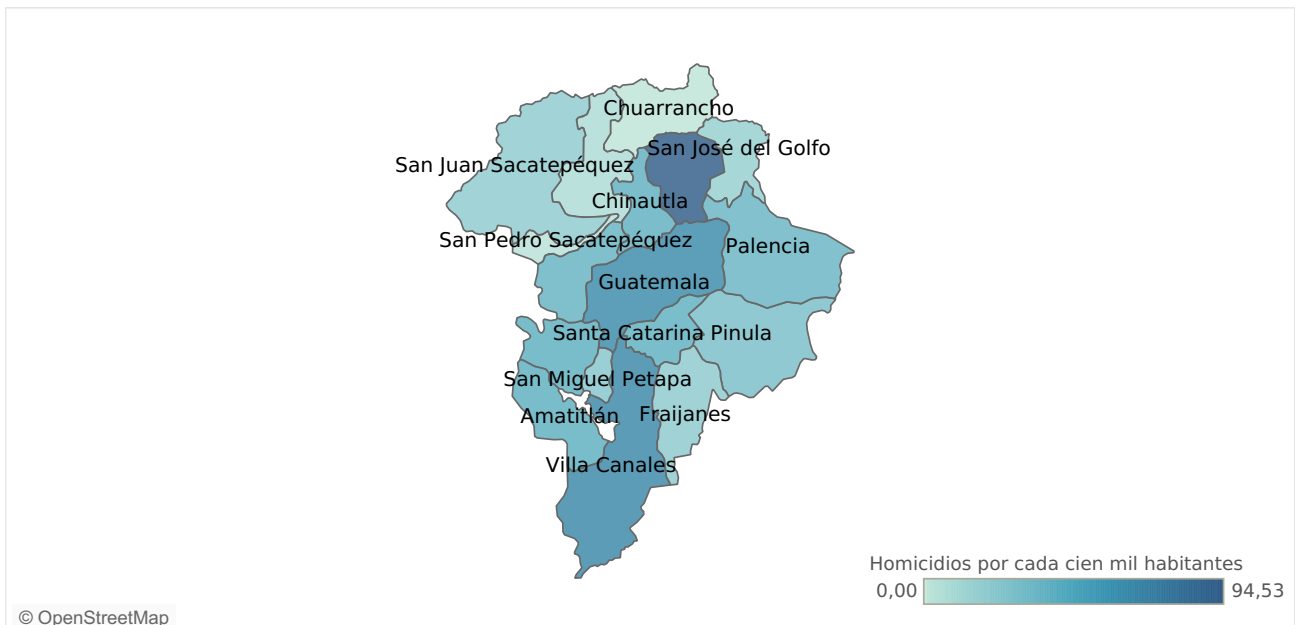 Chuarrancho
San José del Golfo
San Juan Sacatepéquez
Chinautla
San Pedro Sacatepéquez
Palencia
Guatemala
Santa Catarina Pinula
San Miguel Petapa
Amatitlán
Fraijanes
Villa Canales
Homicidios por cada cien mil habitantes
0,00
94,53
© OpenStreetMap